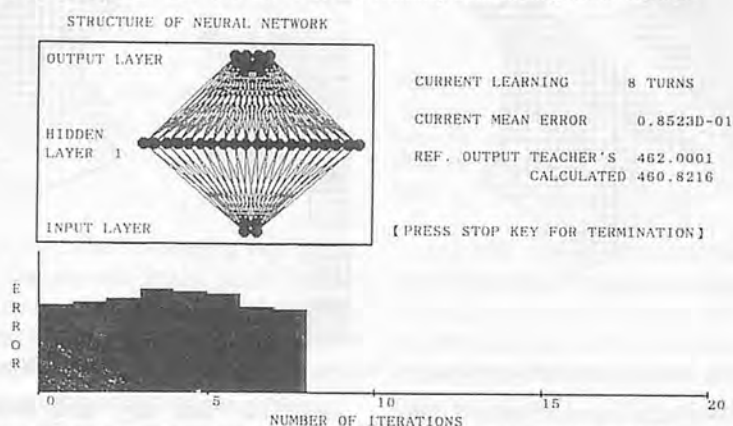 STRUCTURE OF NEURAL NETWORK
OUTPUT LAYER
HIDDEN
LAYER 1
INPUT LAYER
CURRENT LEARNING 8 TURNS
CURRENT MEAN ERROR 0.8523D-01
REF. OUTPUT TEACHER'S 462.0001
CALCULATED 460.8216
[PRESS STOP KEY FOR TERMINATION]
E
R
R
O
R
0 5 10 15 20
NUMBER OF ITERATIONS